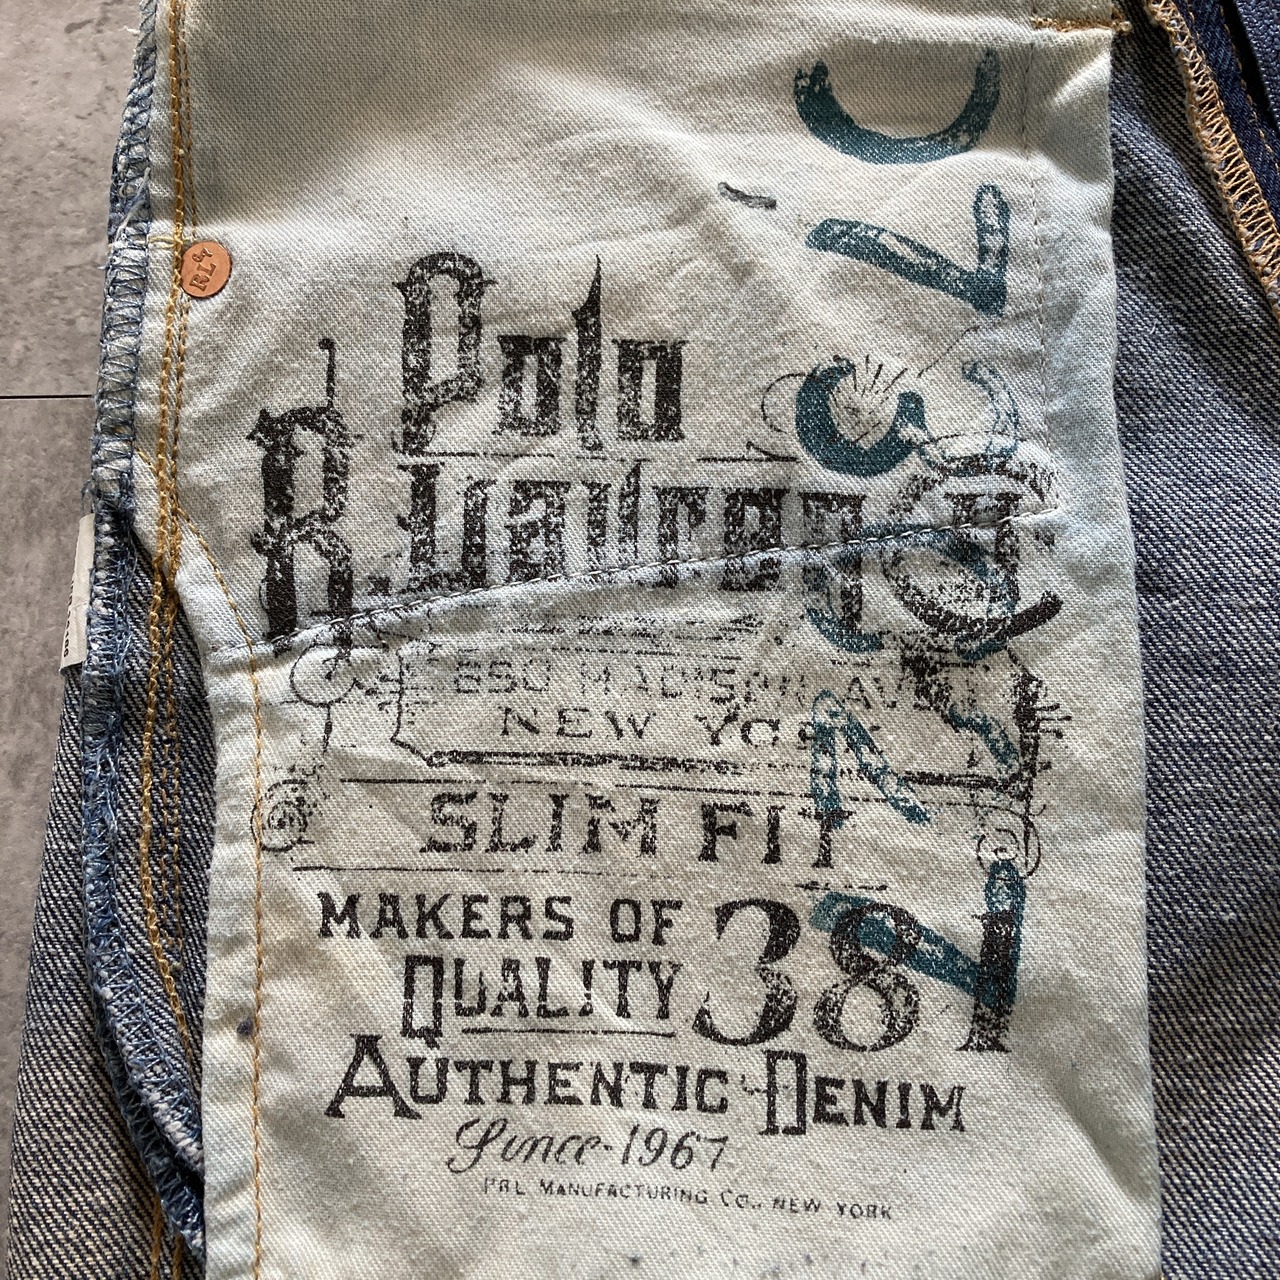 RL67
Polo
R. Lauren
650 MADISON AVE
NEW YORK
SLIM FIT
MAKERS OF
QUALITY 381
AUTHENTIC DENIM
Since-1967
PRL MANUFACTURING CO., NEW YORK